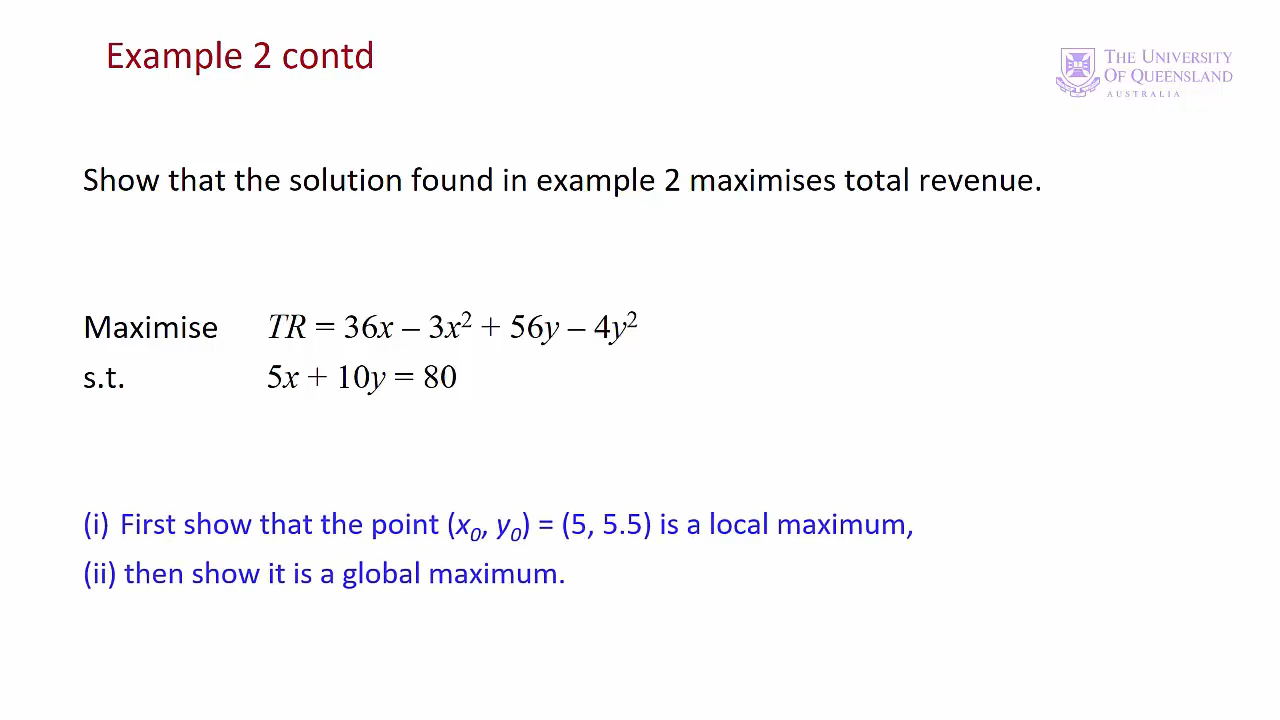 Example 2 contd
THE UNIVERSITY
OF QUEENSLAND
AUSTRALIA
Show that the solution found in example 2 maximises total revenue.
Maximise TR = 36x – 3x² + 56y – 4y²
s.t. 5x + 10y = 80
(i) First show that the point (x₀, y₀) = (5, 5.5) is a local maximum,
(ii) then show it is a global maximum.